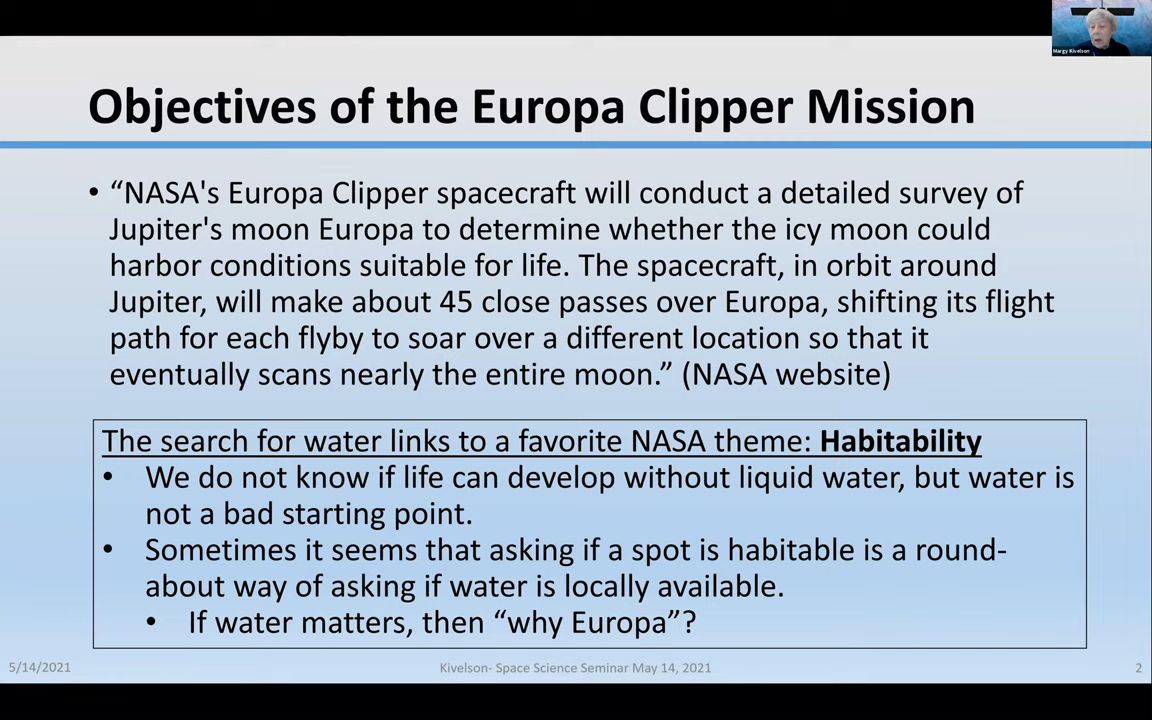 Margy Kivelson
Objectives of the Europa Clipper Mission
• “NASA's Europa Clipper spacecraft will conduct a detailed survey of
Jupiter's moon Europa to determine whether the icy moon could
harbor conditions suitable for life. The spacecraft, in orbit around
Jupiter, will make about 45 close passes over Europa, shifting its flight
path for each flyby to soar over a different location so that it
eventually scans nearly the entire moon.” (NASA website)
The search for water links to a favorite NASA theme: Habitability
• We do not know if life can develop without liquid water, but water is
not a bad starting point.
• Sometimes it seems that asking if a spot is habitable is a round-
about way of asking if water is locally available.
• If water matters, then “why Europa”?
5/14/2021 Kivelson- Space Science Seminar May 14, 2021 2